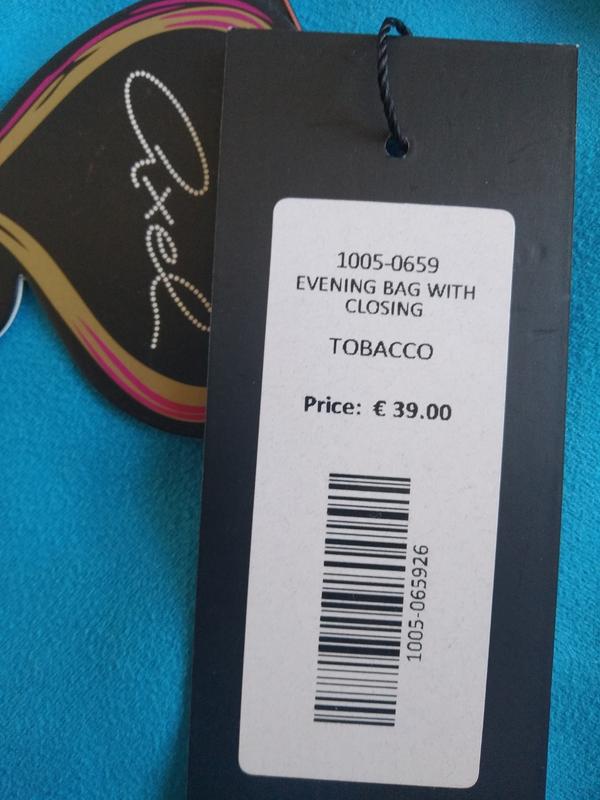 axel
1005-0659
EVENING BAG WITH
CLOSING
TOBACCO
Price: € 39.00
1005-065926